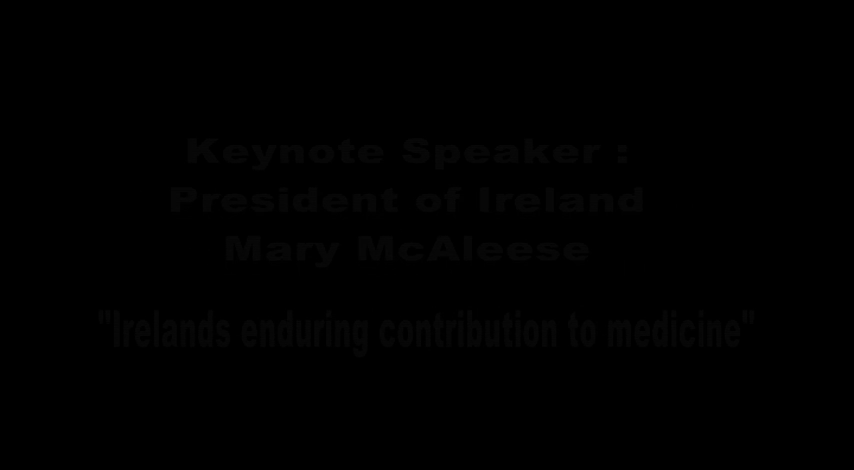 Keynote Speaker :
President of Ireland
Mary McAleese
"Irelands enduring contribution to medicine"